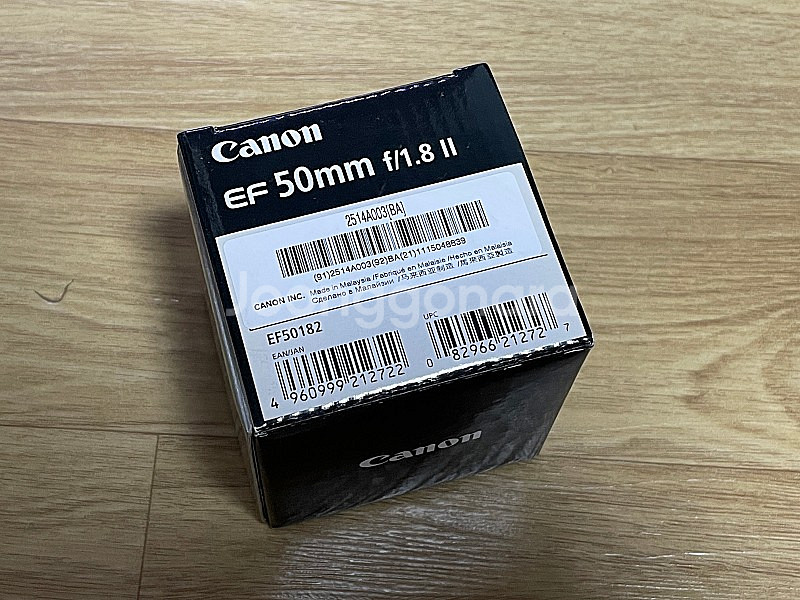 Canon
EF 50mm f/1.8 II
2514A003[BA]
(91)2514A003(92)BA(21)1115048839
CANON INC. Made in Malaysia /Fabriqué en Malaisie /Hecho en Malasia
Сделано в Малайзии /马来西亚制造 /馬來西亞製造
Joonggonara
EF50182
EAN/JAN
4 960999 212722
UPC
0 82966 21272 7
Canon